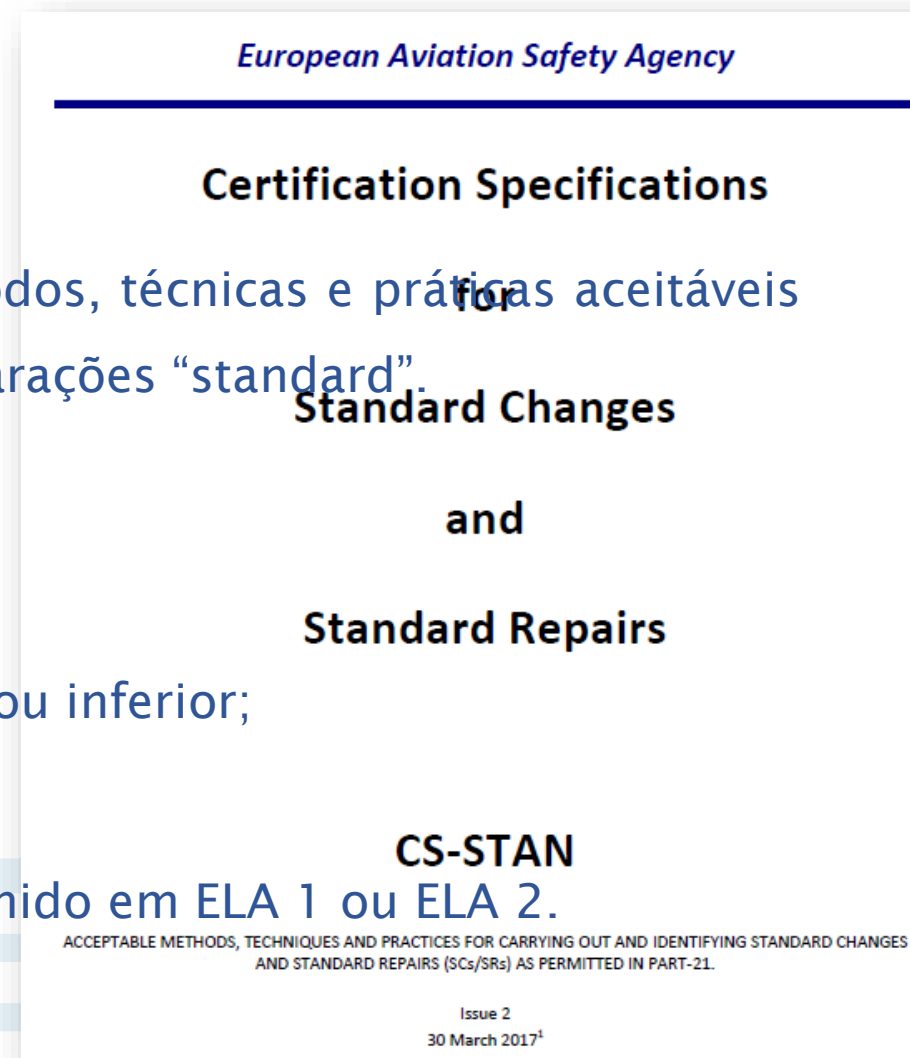 European Aviation Safety Agency
Certification Specifications
for
dos, técnicas e práticas aceitáveis
arações “standard”.
Standard Changes
and
Standard Repairs
ou inferior;
CS-STAN
nido em ELA 1 ou ELA 2.
ACCEPTABLE METHODS, TECHNIQUES AND PRACTICES FOR CARRYING OUT AND IDENTIFYING STANDARD CHANGES
AND STANDARD REPAIRS (SCs/SRs) AS PERMITTED IN PART-21.
Issue 2
30 March 2017¹